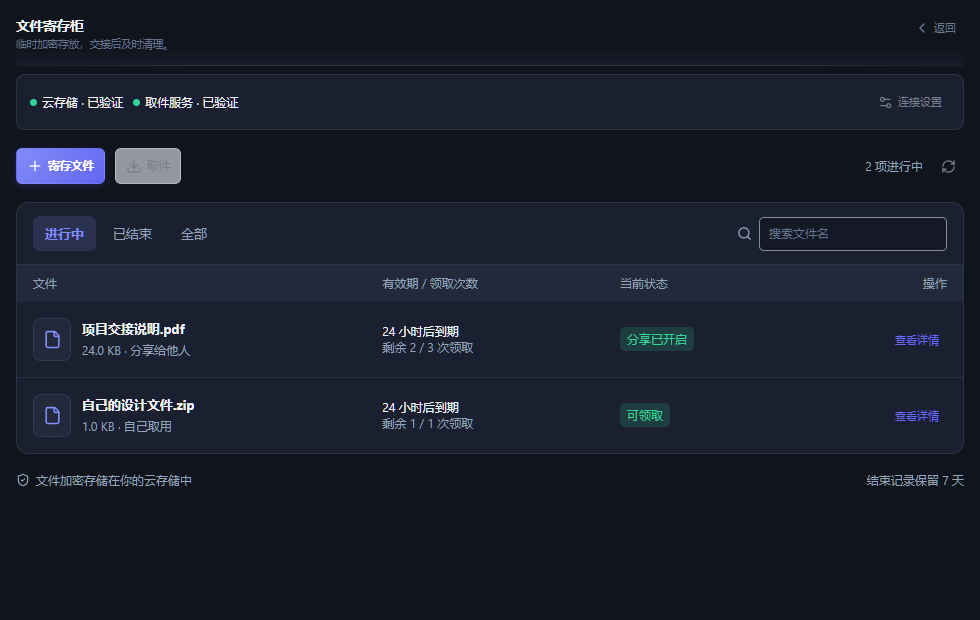 文件寄存柜
返回
临时加密存放，交接后及时清理。
云存储 · 已验证 取件服务 · 已验证
连接设置
寄存文件
取件
2 项进行中
进行中 已结束 全部
搜索文件名
文件 有效期 / 领取次数 当前状态 操作
项目交接说明.pdf
24.0 KB · 分享给他人
24 小时后到期
剩余 2 / 3 次领取
分享已开启
查看详情
自己的设计文件.zip
1.0 KB · 自己取用
24 小时后到期
剩余 1 / 1 次领取
可领取
查看详情
文件加密存储在你的云存储中
结束记录保留 7 天